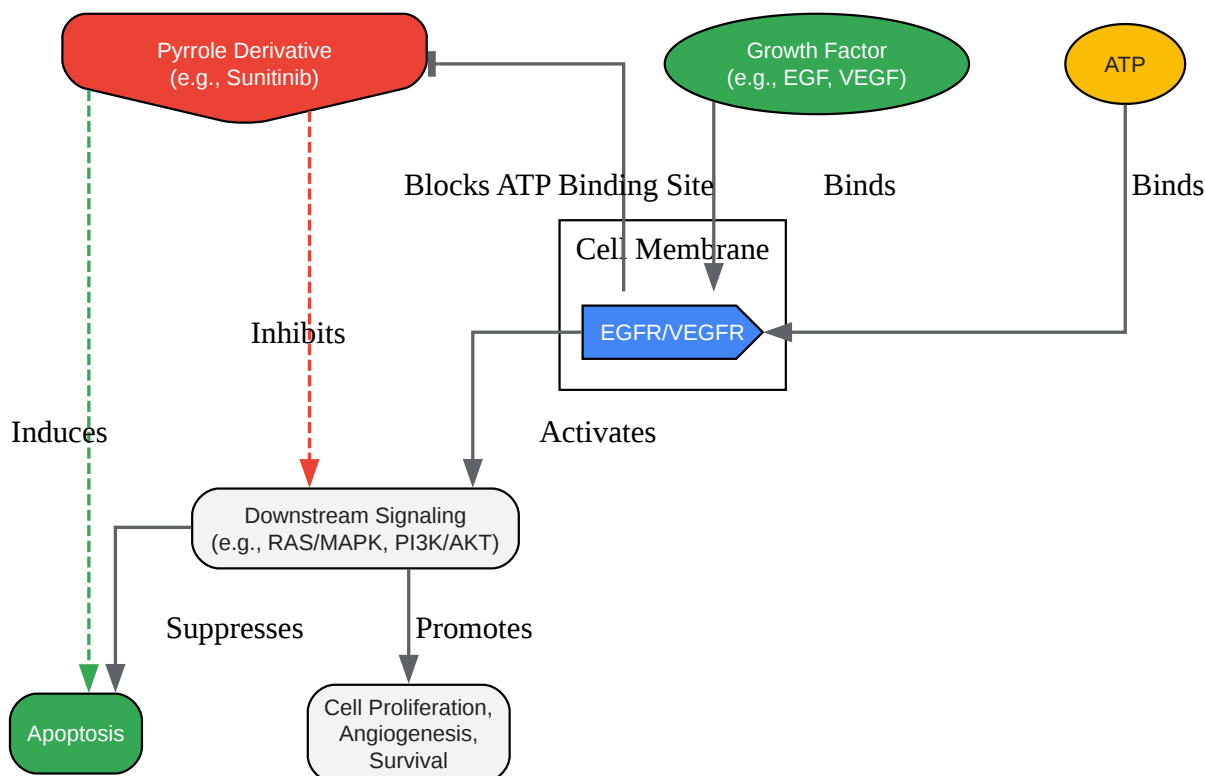 Pyrrole Derivative
(e.g., Sunitinib)
Growth Factor
(e.g., EGF, VEGF)
ATP
Blocks ATP Binding Site
Binds
Binds
Cell Membrane
EGFR/VEGFR
Inhibits
Induces
Activates
Downstream Signaling
(e.g., RAS/MAPK, PI3K/AKT)
Suppresses
Promotes
Apoptosis
Cell Proliferation,
Angiogenesis,
Survival